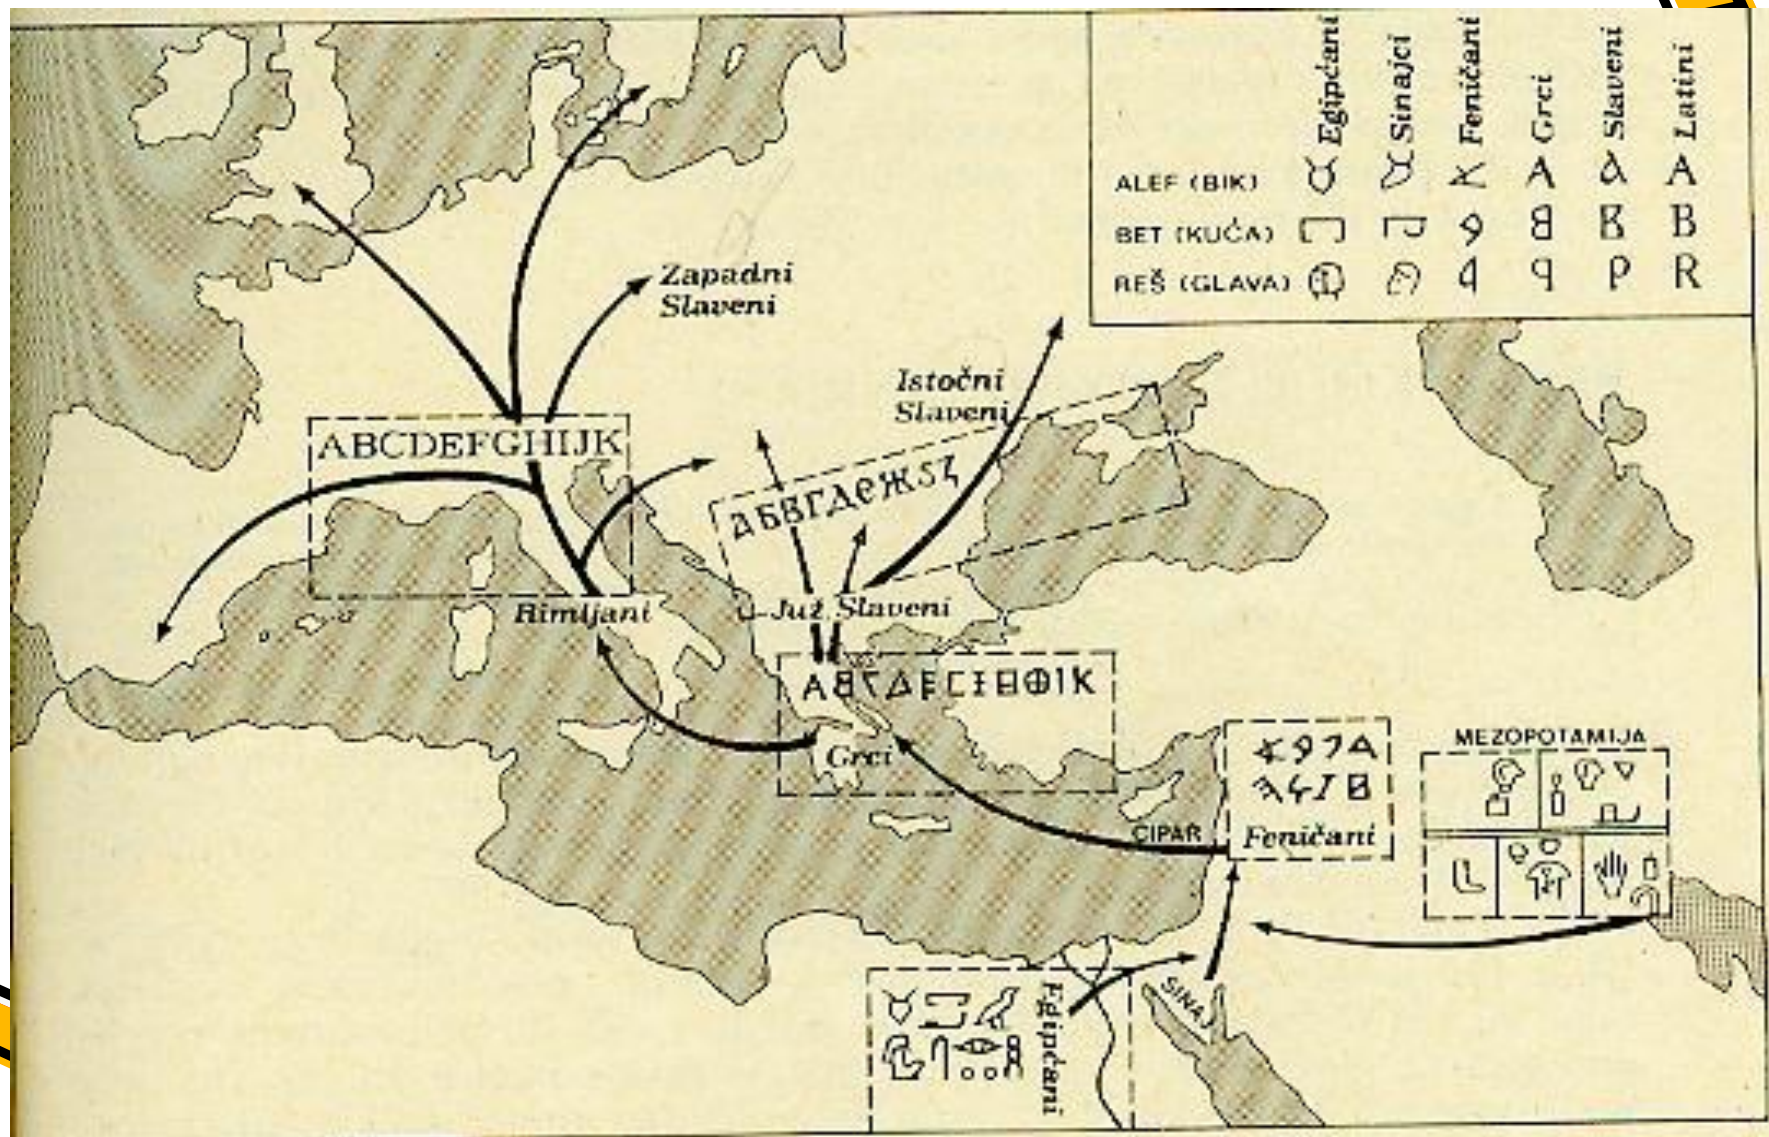 Egipćani Sinajci Feničani Grci Slaveni Latini
ALEF (BIK) A A
BET (KUĆA) B B
REŠ (GLAVA) P R
Zapadni
Slaveni
Istočni
Slaveni
ABCDEFGHIJK
АБВГДЕЖЅ
Rimljani
Juž. Slaveni
Grci
CIPAR
Feničani
MEZOPOTAMIJA
SINAJ
Egipćani